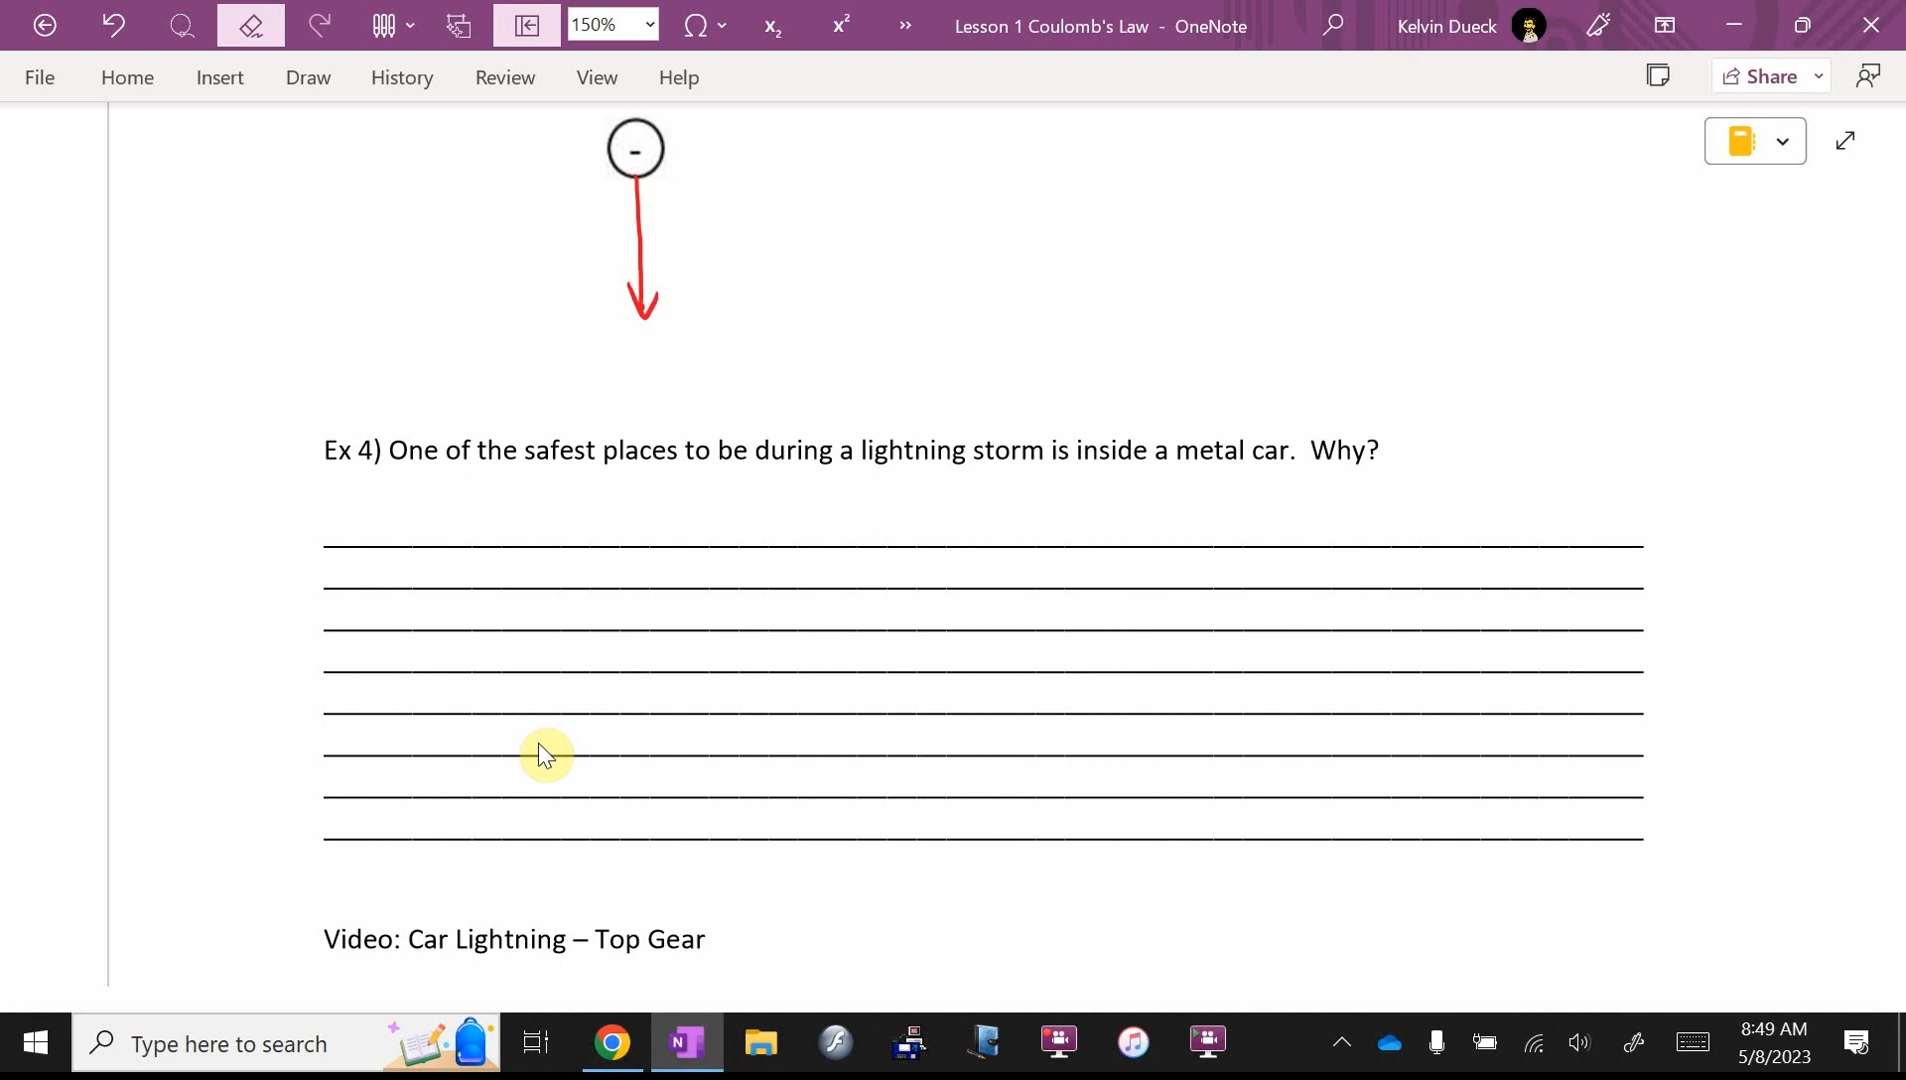 150%
Ω
x₂
x²
»
Lesson 1 Coulomb's Law - OneNote
Kelvin Dueck
File
Home
Insert
Draw
History
Review
View
Help
Share
-
Ex 4) One of the safest places to be during a lightning storm is inside a metal car. Why?
Video: Car Lightning – Top Gear
Type here to search
N
8:49 AM
5/8/2023